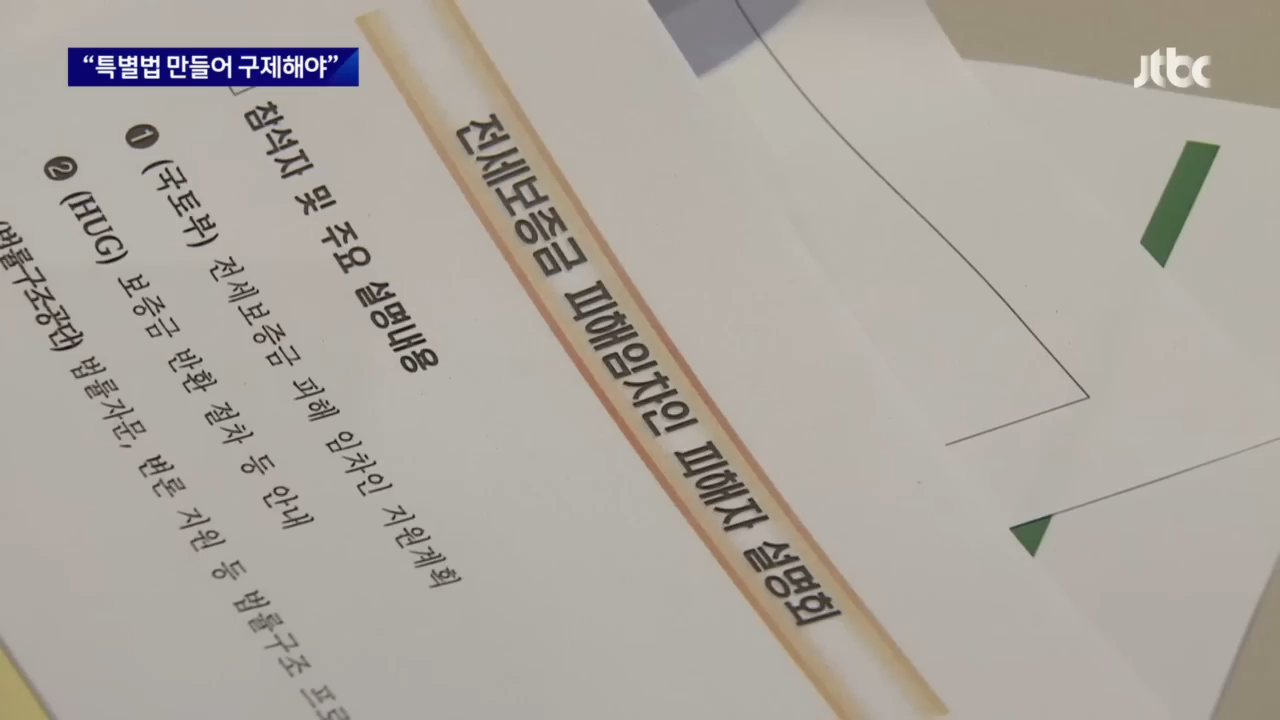 “특별법 만들어 구제해야”
jtbc
전세보증금 피해임차인 피해자 설명회
참석자 및 주요 설명내용
❶ (국토부) 전세보증금 피해 임차인 지원계획
❷ (HUG) 보증금 반환 절차 등 안내
(법률구조공단) 법률자문, 변론 지원 등 법률구조